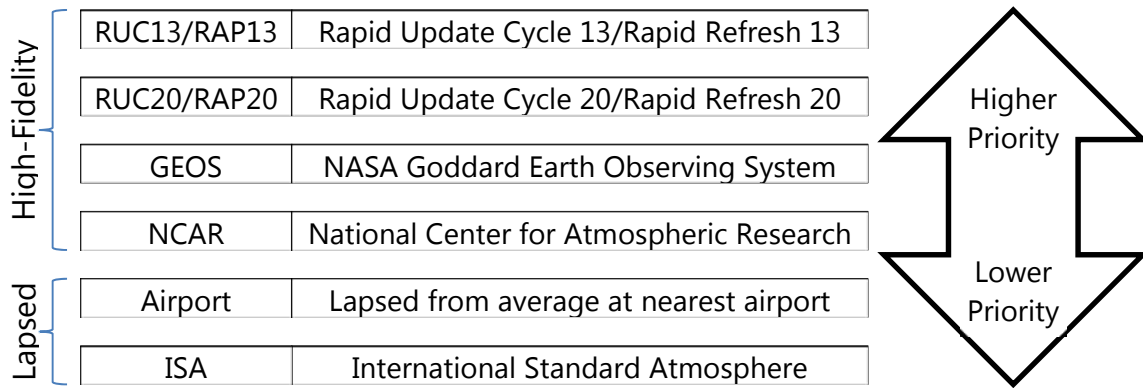 High-Fidelity
RUC13/RAP13 Rapid Update Cycle 13/Rapid Refresh 13
RUC20/RAP20 Rapid Update Cycle 20/Rapid Refresh 20
GEOS NASA Goddard Earth Observing System
NCAR National Center for Atmospheric Research
Lapsed
Airport Lapsed from average at nearest airport
ISA International Standard Atmosphere
Higher
Priority
Lower
Priority